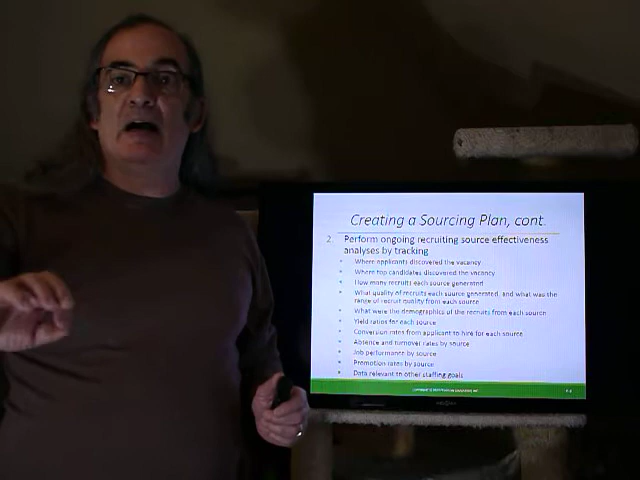 Creating a Sourcing Plan, cont.
2. Perform ongoing recruiting source effectiveness
analyses by tracking
• Where applicants discovered the vacancy
• Where top candidates discovered the vacancy
• How many recruits each source generated
• What quality of recruits each source generated, and what was the
range of recruit quality from each source
• What were the demographics of the recruits from each source
• Yield ratios for each source
• Conversion rates from applicant to hire for each source
• Absence and turnover rates by source
• Job performance by source
• Promotion rates by source
• Data relevant to other staffing goals